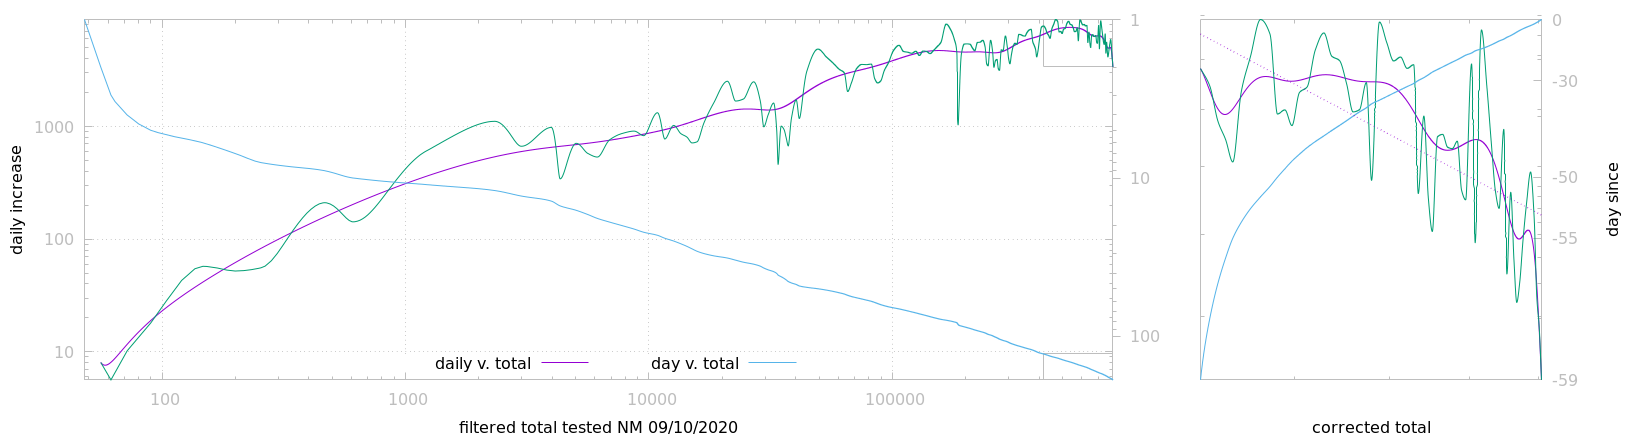 daily increase
1000
100
10
100
1000
10000
100000
filtered total tested NM 09/10/2020
daily v. total
day v. total
1
10
100
0
-30
-50
-55
-59
day since
corrected total